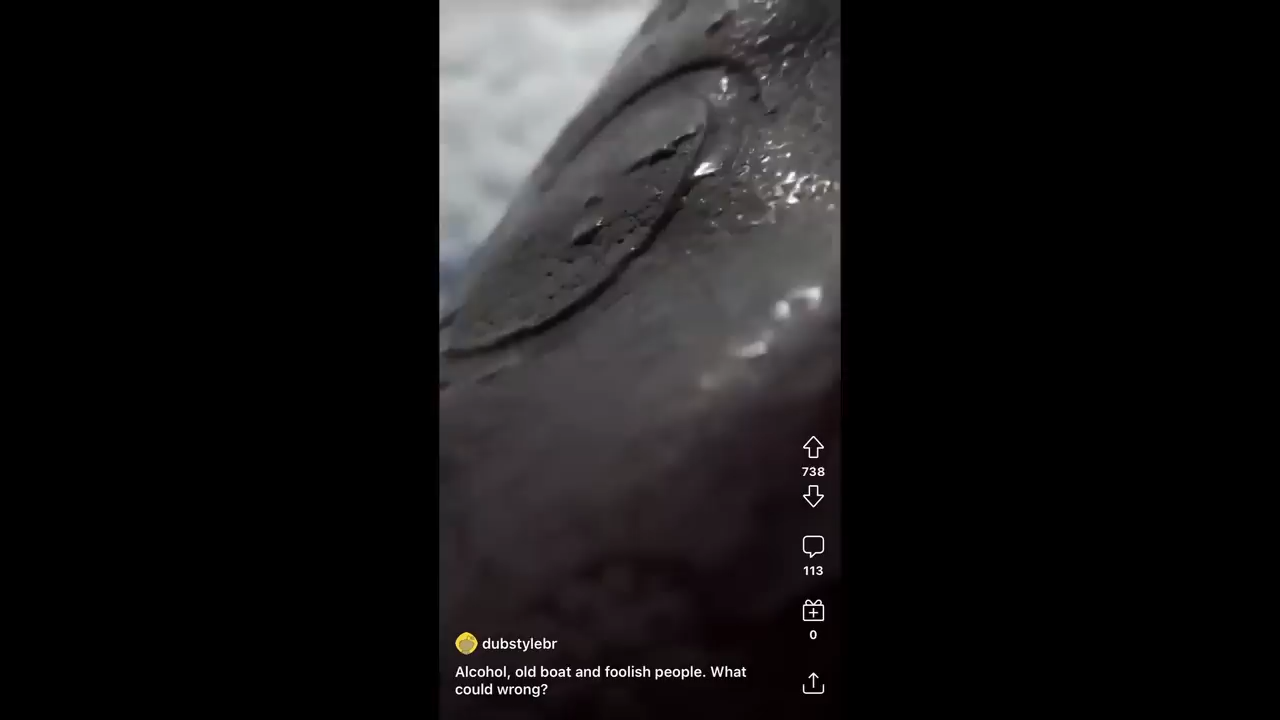 738
113
0
dubstylebr
Alcohol, old boat and foolish people. What
could wrong?